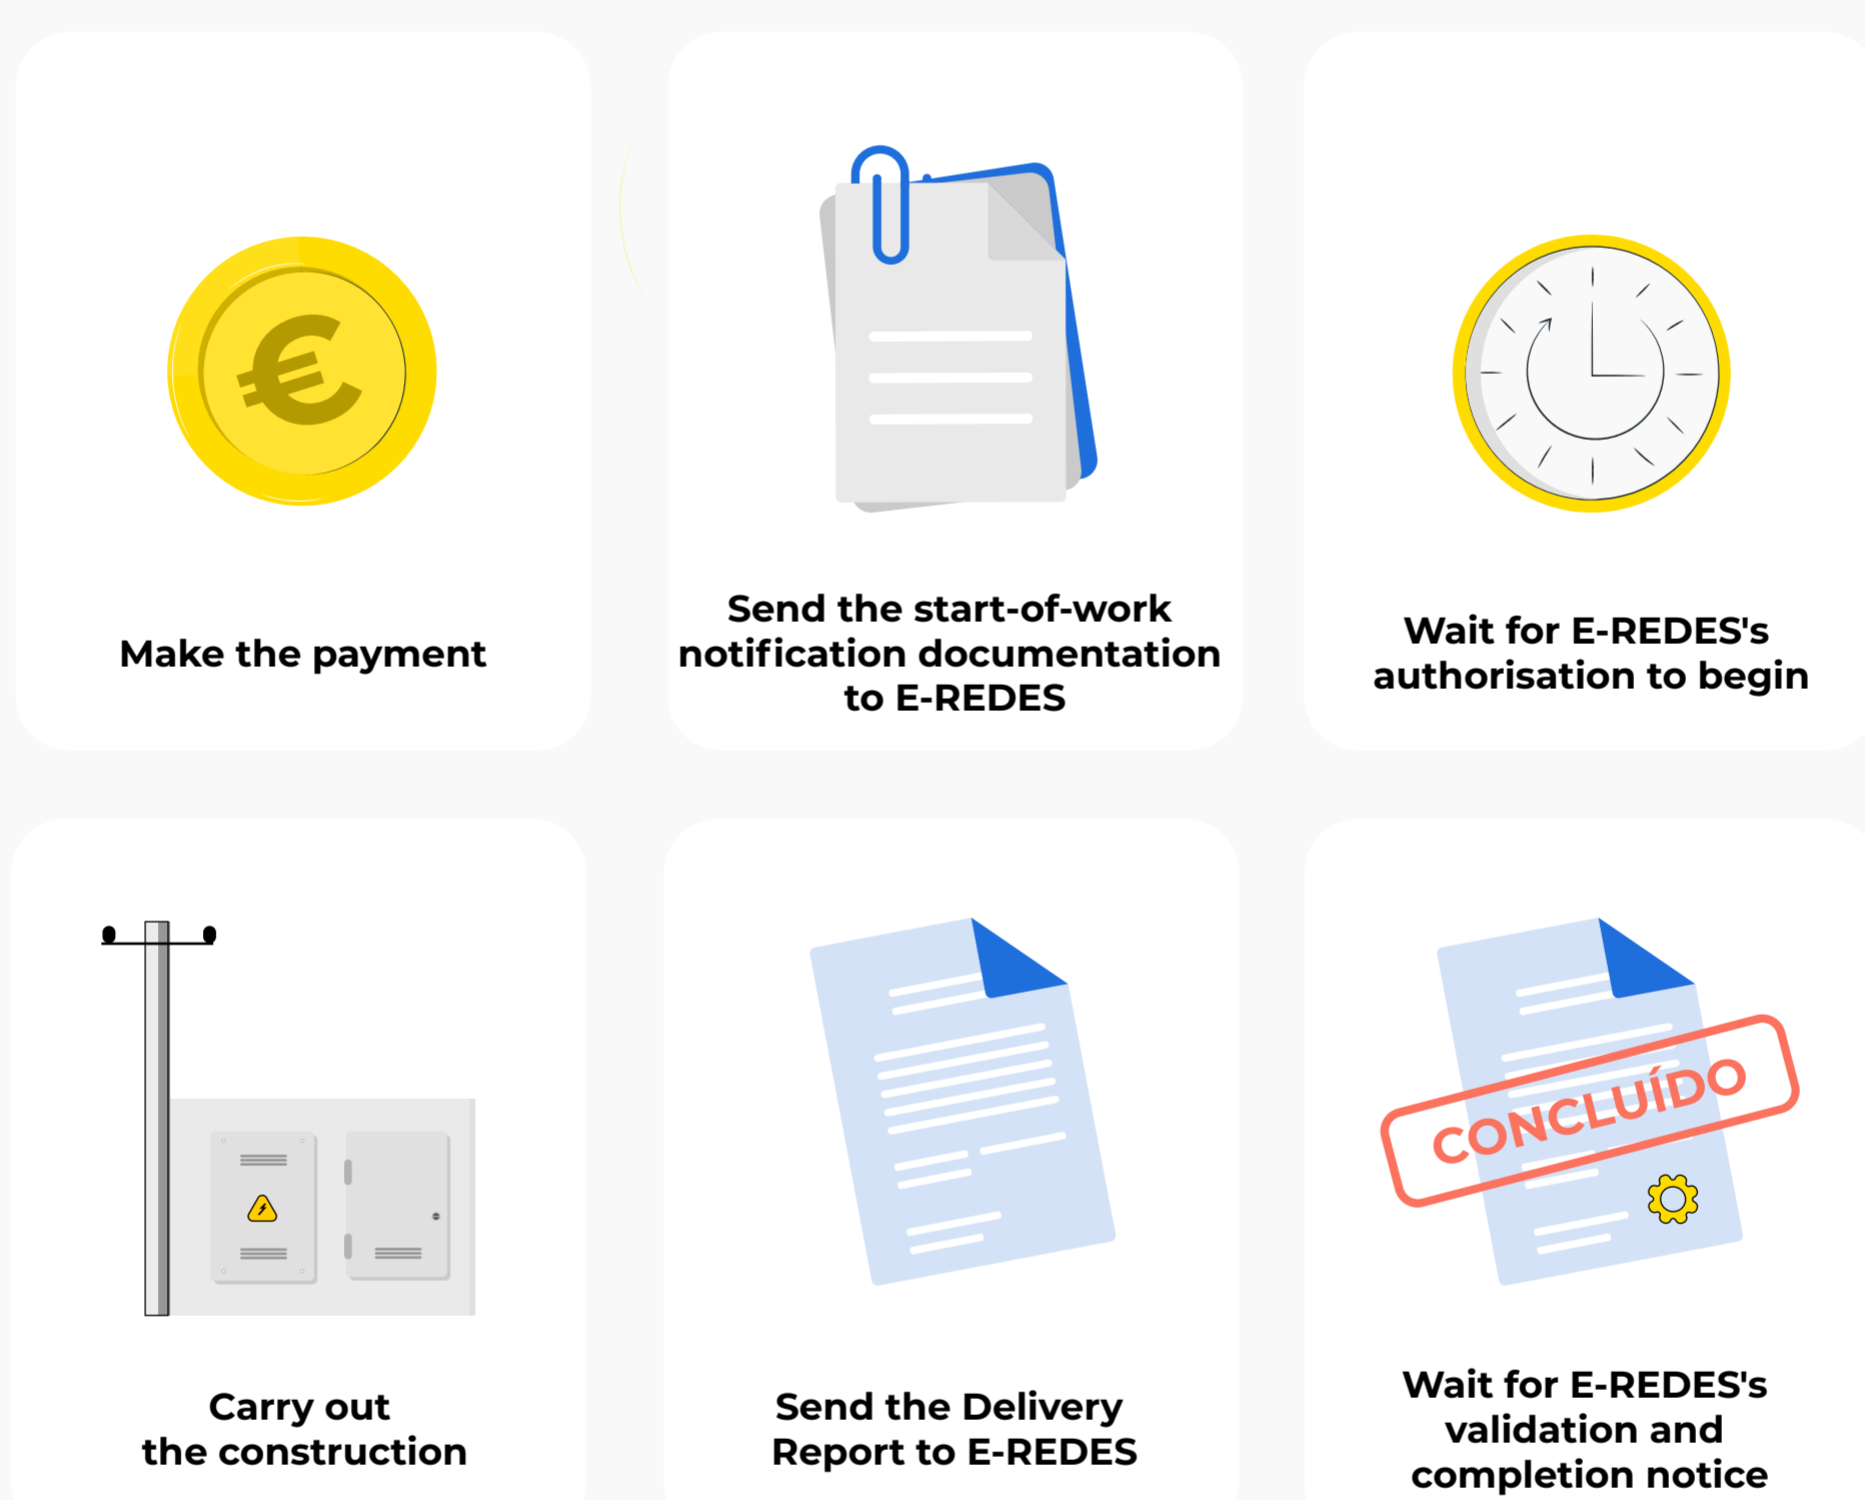 Make the payment
Send the start-of-work
notification documentation
to E-REDES
Wait for E-REDES's
authorisation to begin
Carry out
the construction
Send the Delivery
Report to E-REDES
CONCLUÍDO
Wait for E-REDES's
validation and
completion notice